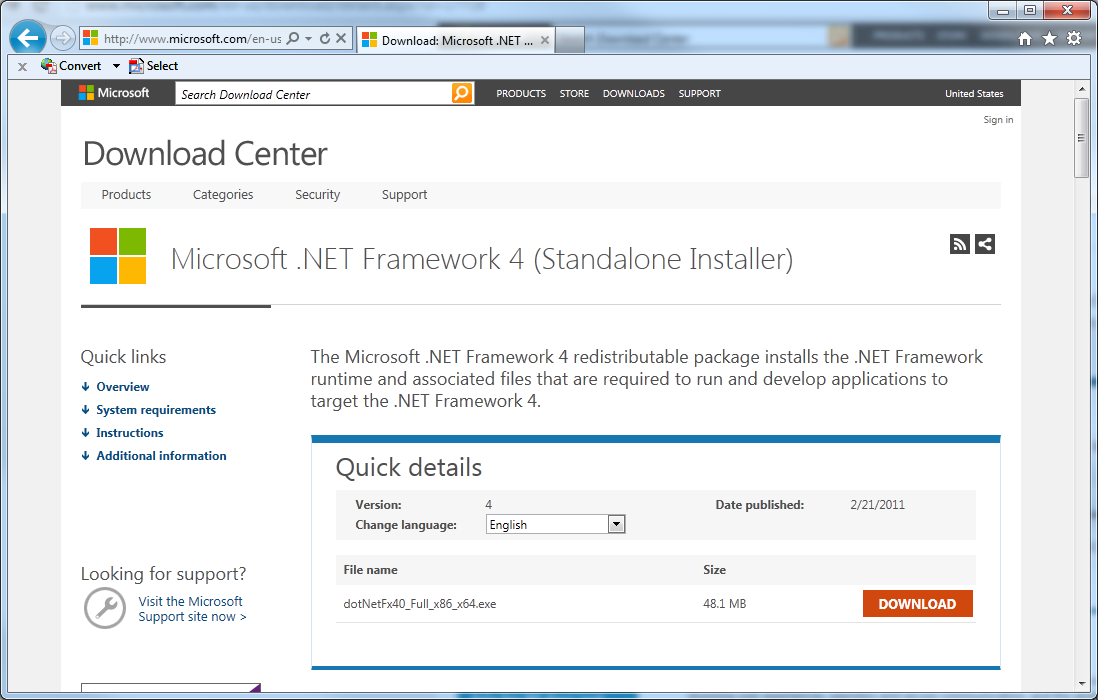 http://www.microsoft.com/en-us
Download: Microsoft .NET ...
Convert
Select
Microsoft
Search Download Center
PRODUCTS STORE DOWNLOADS SUPPORT
United States
Sign in
Download Center
Products Categories Security Support
Microsoft .NET Framework 4 (Standalone Installer)
Quick links
Overview
System requirements
Instructions
Additional information
Looking for support?
Visit the Microsoft
Support site now >
The Microsoft .NET Framework 4 redistributable package installs the .NET Framework
runtime and associated files that are required to run and develop applications to
target the .NET Framework 4.
Quick details
Version: 4 Date published: 2/21/2011
Change language: English
File name Size
dotNetFx40_Full_x86_x64.exe 48.1 MB DOWNLOAD